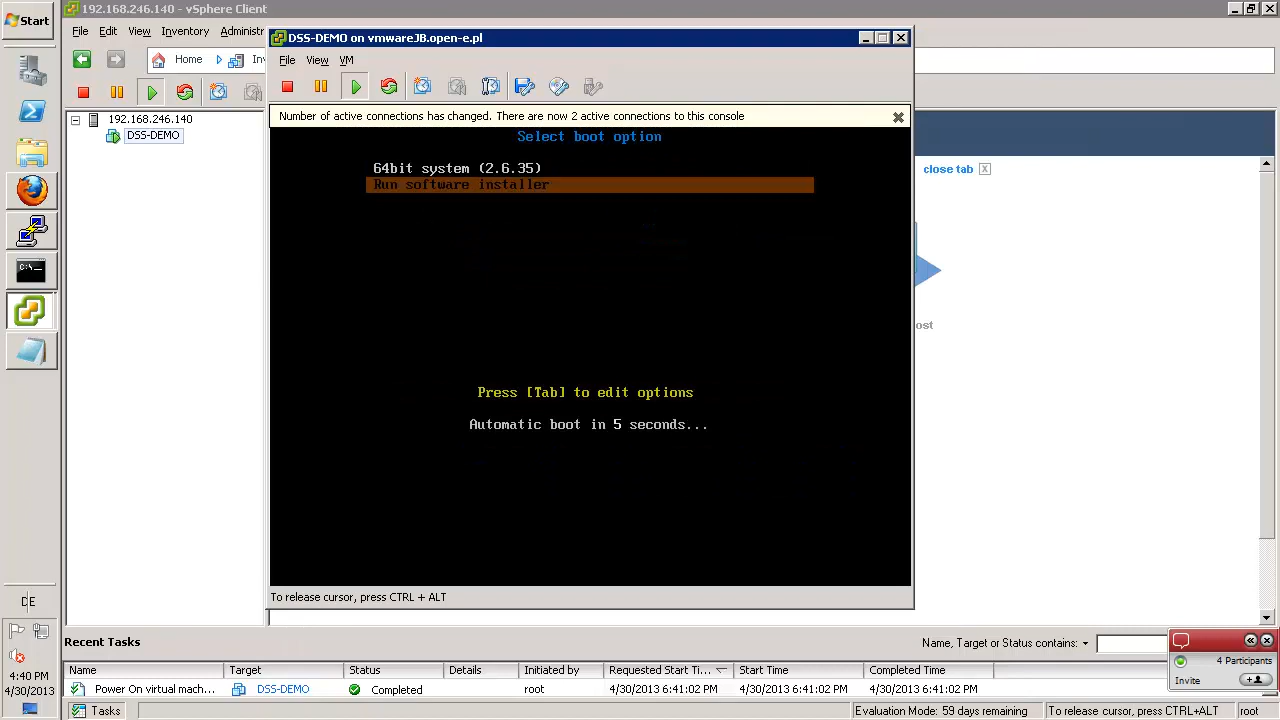 Start
192.168.246.140 - vSphere Client
File Edit View Inventory Administr
Home
Inv
192.168.246.140
DSS-DEMO
DSS-DEMO on vmwareJB.open-e.pl
File View VM
Number of active connections has changed. There are now 2 active connections to this console
Select boot option
64bit system (2.6.35)
Run software installer
Press [Tab] to edit options
Automatic boot in 5 seconds...
To release cursor, press CTRL + ALT
close tab X
ost
C:\_
DE
4:40 PM
4/30/2013
Recent Tasks
Name, Target or Status contains:
Name Target Status Details Initiated by Requested Start Ti... Start Time Completed Time
Power On virtual mach... DSS-DEMO Completed root 4/30/2013 6:41:02 PM 4/30/2013 6:41:02 PM 4/30/2013 6:41:02 PM
4 Participants
Invite
Tasks
Evaluation Mode: 59 days remaining
To release cursor, press CTRL+ALT
root